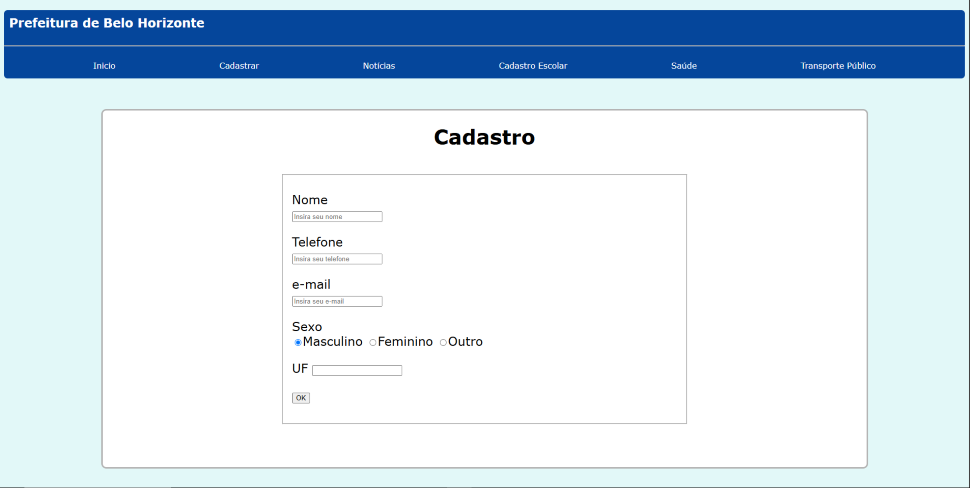 Prefeitura de Belo Horizonte
Inicio Cadastrar Notícias Cadastro Escolar Saúde Transporte Público
Cadastro
Nome
Insira seu nome
Telefone
Insira seu telefone
e-mail
Insira seu e-mail
Sexo
Masculino Feminino Outro
UF
OK